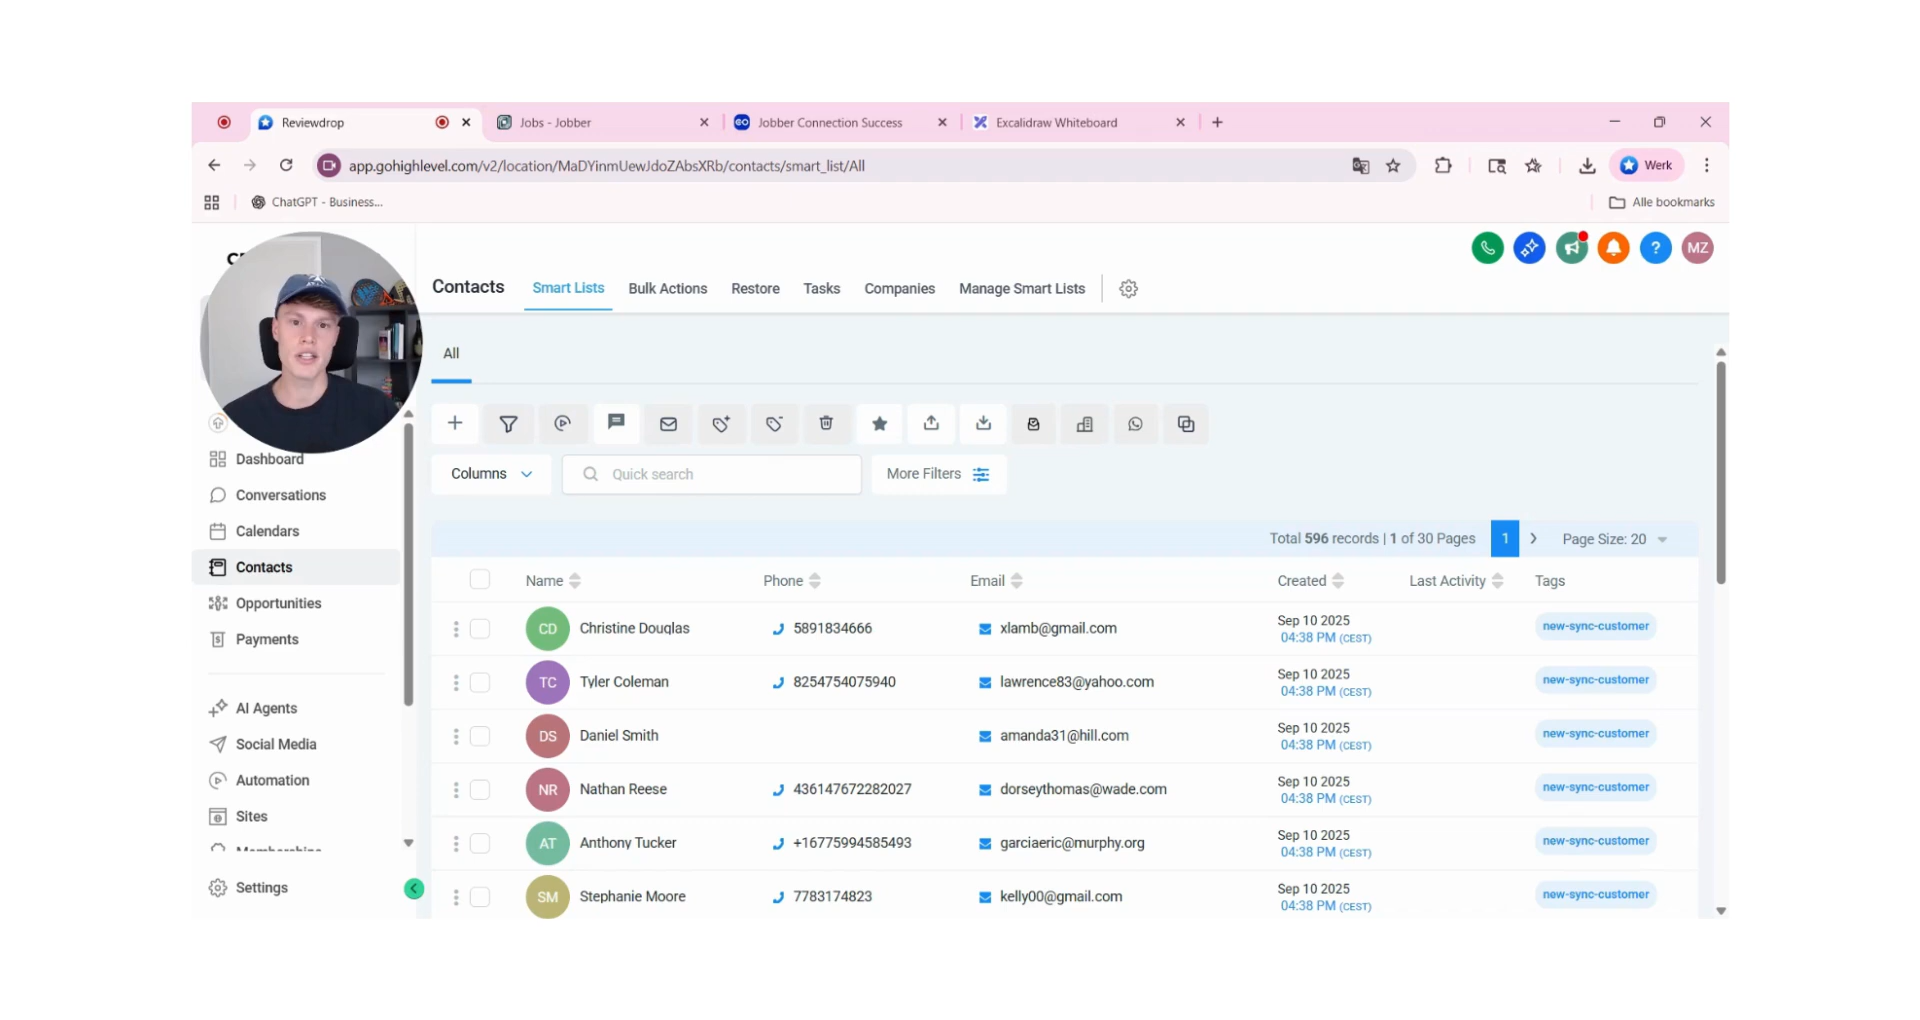 Reviewdrop
Jobs - Jobber
Jobber Connection Success
Excalidraw Whiteboard
app.gohighlevel.com/v2/location/MaDYinmUewJdoZAbsXRb/contacts/smart_list/All
Werk
ChatGPT - Business...
Alle bookmarks
MZ
Contacts
Smart Lists
Bulk Actions
Restore
Tasks
Companies
Manage Smart Lists
All
Dashboard
Conversations
Calendars
Contacts
Opportunities
Payments
AI Agents
Social Media
Automation
Sites
Settings
Columns
Quick search
More Filters
Total 596 records | 1 of 30 Pages
1
Page Size: 20
Name Phone Email Created Last Activity Tags
CD Christine Douglas 5891834666 xlamb@gmail.com Sep 10 2025 new-sync-customer
04:38 PM (CEST)
TC Tyler Coleman 8254754075940 lawrence83@yahoo.com Sep 10 2025 new-sync-customer
04:38 PM (CEST)
DS Daniel Smith amanda31@hill.com Sep 10 2025 new-sync-customer
04:38 PM (CEST)
NR Nathan Reese 436147672282027 dorseythomas@wade.com Sep 10 2025 new-sync-customer
04:38 PM (CEST)
AT Anthony Tucker +16775994585493 garciaeric@murphy.org Sep 10 2025 new-sync-customer
04:38 PM (CEST)
SM Stephanie Moore 7783174823 kelly00@gmail.com Sep 10 2025 new-sync-customer
04:38 PM (CEST)